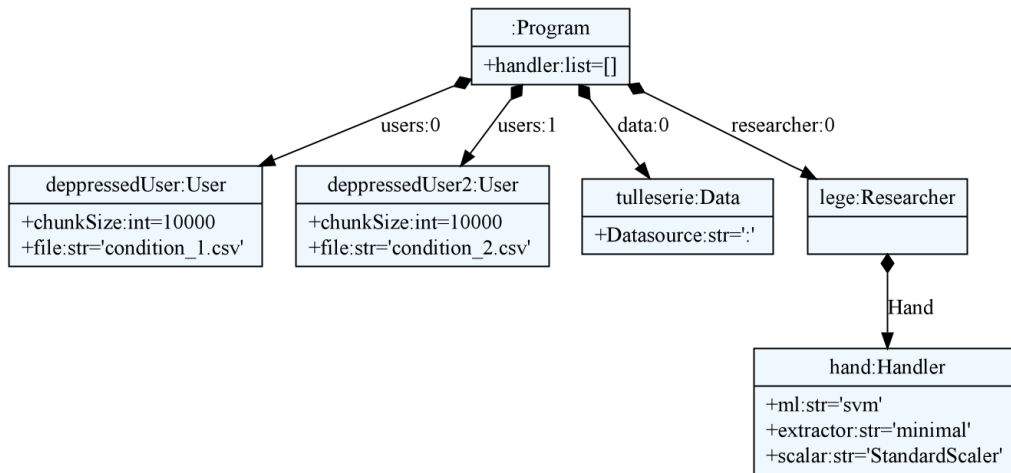 :Program
+handler:list=[]
users:0
users:1
data:0
researcher:0
deppressedUser:User
+chunkSize:int=10000
+file:str='condition_1.csv'
deppressedUser2:User
+chunkSize:int=10000
+file:str='condition_2.csv'
tulleserie:Data
+Datasource:str=':'
lege:Researcher
Hand
hand:Handler
+ml:str='svm'
+extractor:str='minimal'
+scalar:str='StandardScaler'